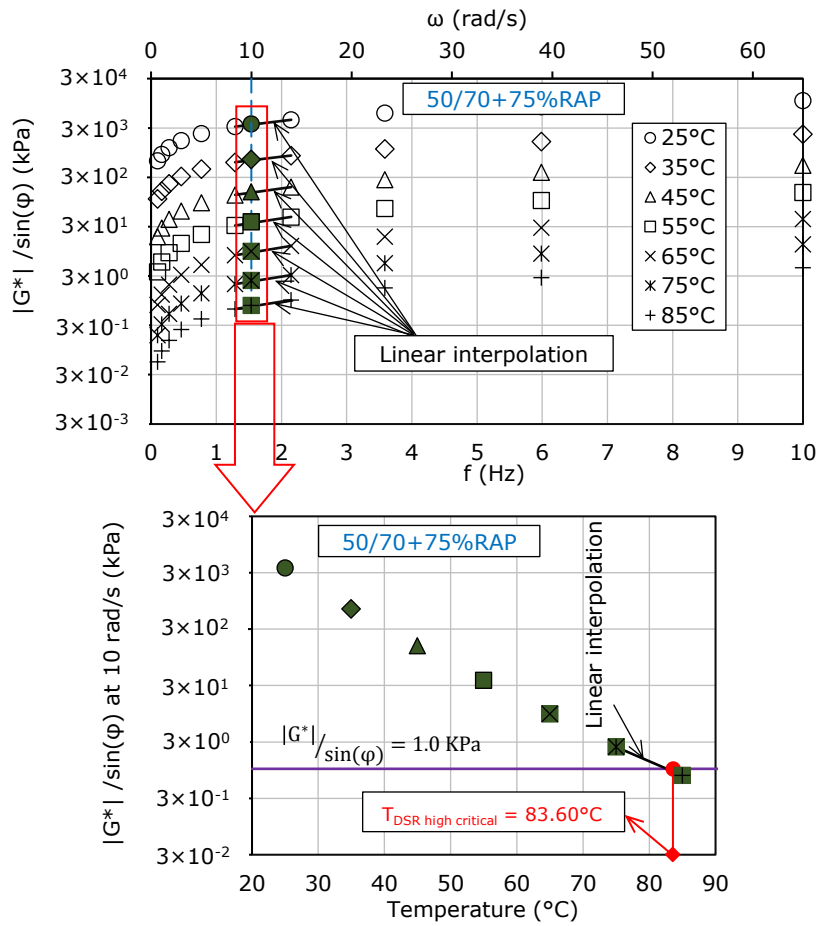 ω (rad/s)
0 10 20 30 40 50 60
3×10⁴
3×10³
3×10²
3×10¹
3×10⁰
3×10⁻¹
3×10⁻²
3×10⁻³
|G*| /sin(φ) (kPa)
50/70+75%RAP
25°C
35°C
45°C
55°C
65°C
75°C
85°C
Linear interpolation
0 1 2 3 4 5 6 7 8 9 10
f (Hz)
3×10⁴
3×10³
3×10²
3×10¹
3×10⁰
3×10⁻¹
3×10⁻²
|G*| /sin(φ) at 10 rad/s (kPa)
50/70+75%RAP
Linear interpolation
|G*|/sin(φ) = 1.0 KPa
T DSR high critical = 83.60°C
20 30 40 50 60 70 80 90
Temperature (°C)